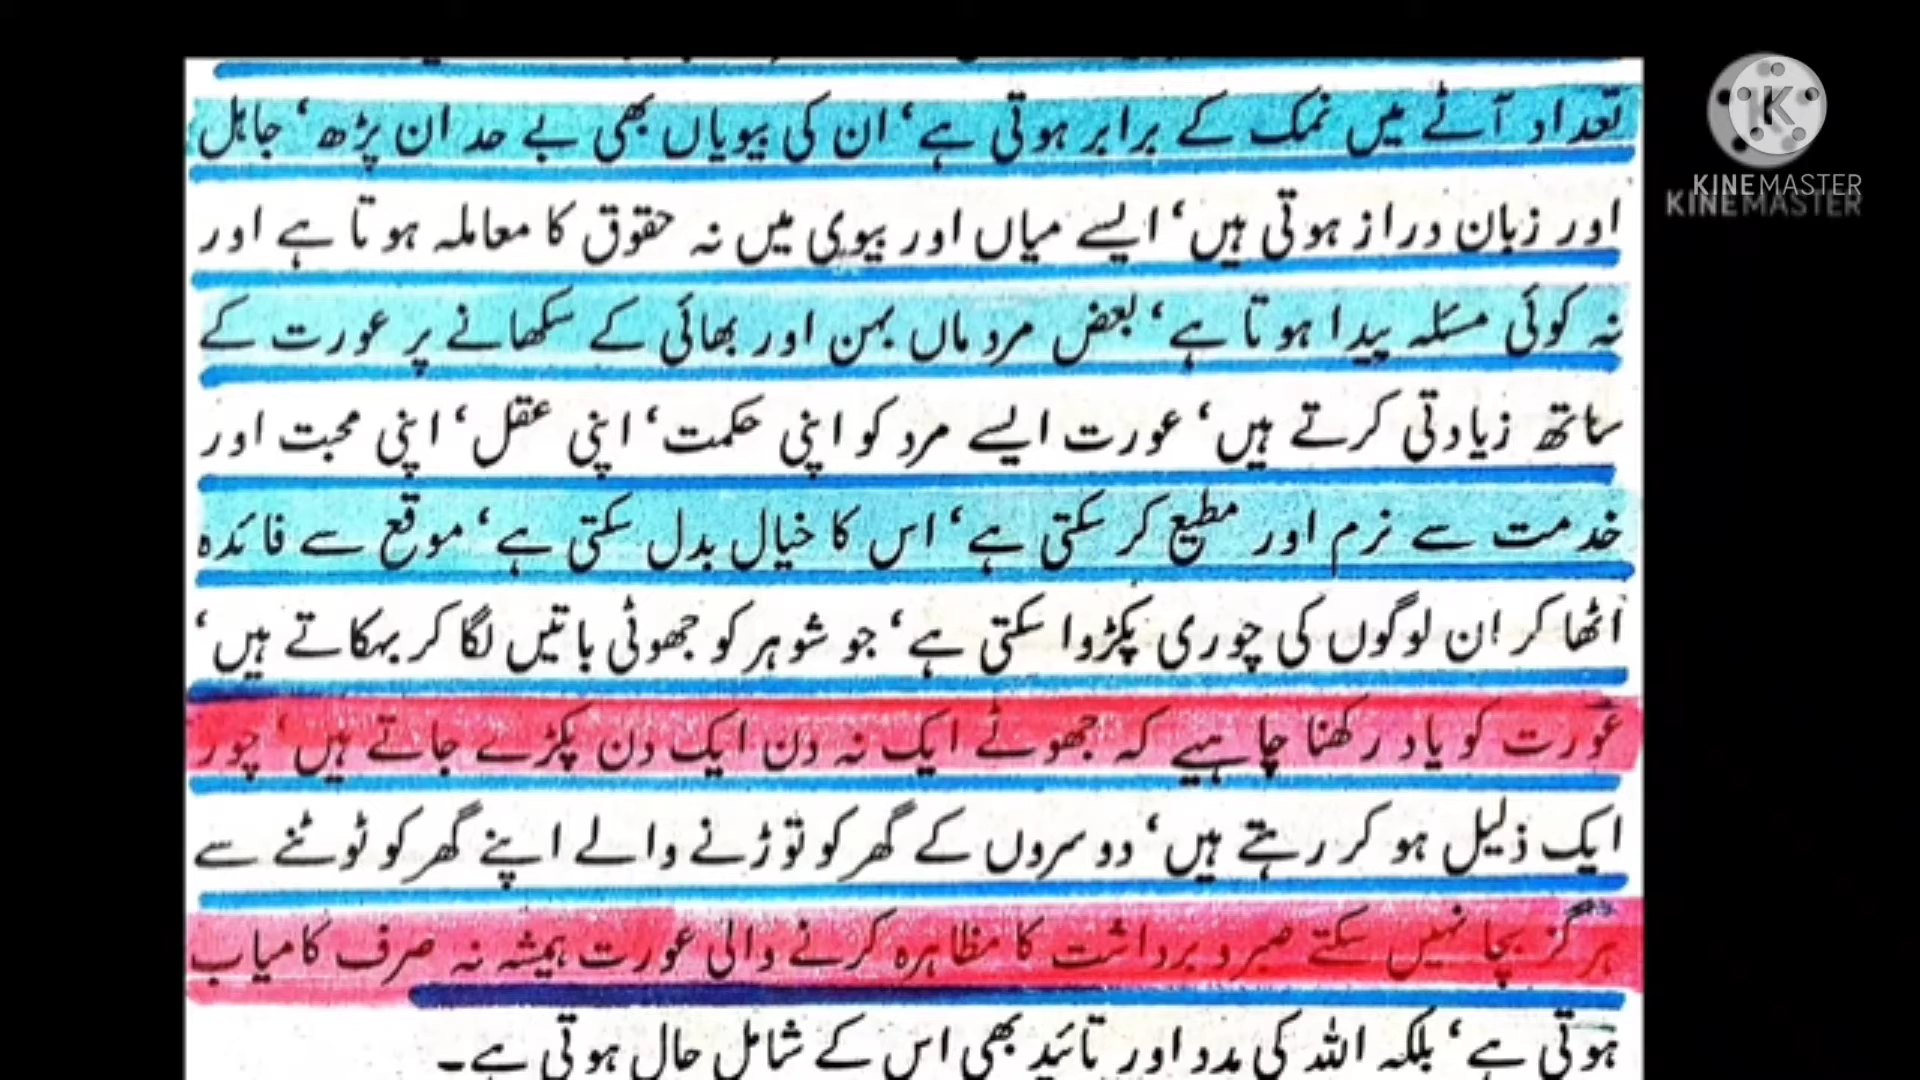 تعداد آٹے میں نمک کے برابر ہوتی ہے‘ ان کی بیویاں بھی بے حد ان پڑھ‘ جاہل
اور زبان دراز ہوتی ہیں‘ ایسے میاں اور بیوی میں نہ حقوق کا معاملہ ہوتا ہے اور
نہ کوئی مسئلہ پیدا ہوتا ہے‘ بعض مرد ماں بہن اور بھائی کے سکھانے پر عورت کے
ساتھ زیادتی کرتے ہیں‘ عورت ایسے مرد کو اپنی حکمت‘ اپنی عقل‘ اپنی محبت اور
خدمت سے نرم اور مطیع کر سکتی ہے‘ اس کا خیال بدل سکتی ہے‘ موقع سے فائدہ
اٹھا کر ان لوگوں کی چوری پکڑوا سکتی ہے‘ جو شوہر کو جھوٹی باتیں لگا کر بہکاتے ہیں‘
عورت کو یاد رکھنا چاہیے کہ جھوٹے ایک نہ دن ایک دن پکڑے جاتے ہیں‘ چور
ایک ذلیل ہو کر رہتے ہیں‘ دوسروں کے گھر کو توڑنے والے اپنے گھر کو ٹوٹنے سے
ہرگز بچا نہیں سکتے صبر و برداشت کا مظاہرہ کرنے والی عورت ہمیشہ نہ صرف کامیاب
ہوتی ہے‘ بلکہ اللہ کی مدد اور تائید بھی اس کے شامل حال ہوتی ہے۔
K
KINEMASTER
KINEMASTER